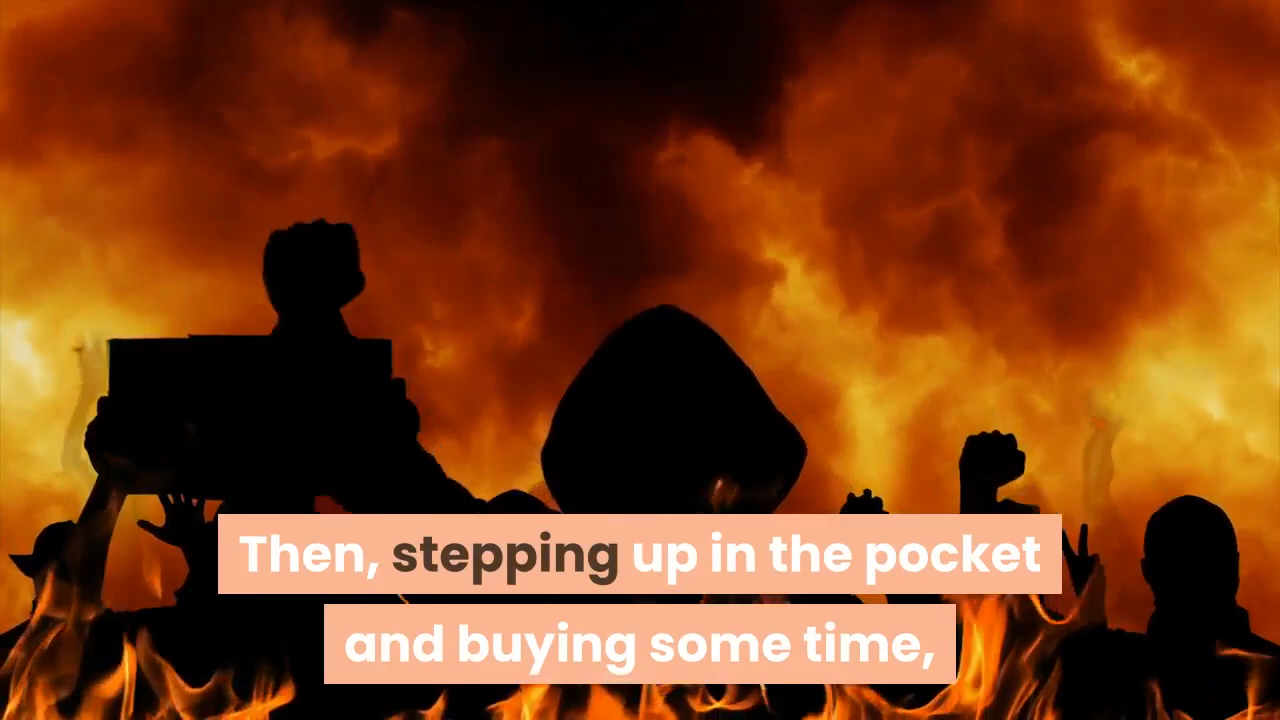 Then, stepping up in the pocket
and buying some time,